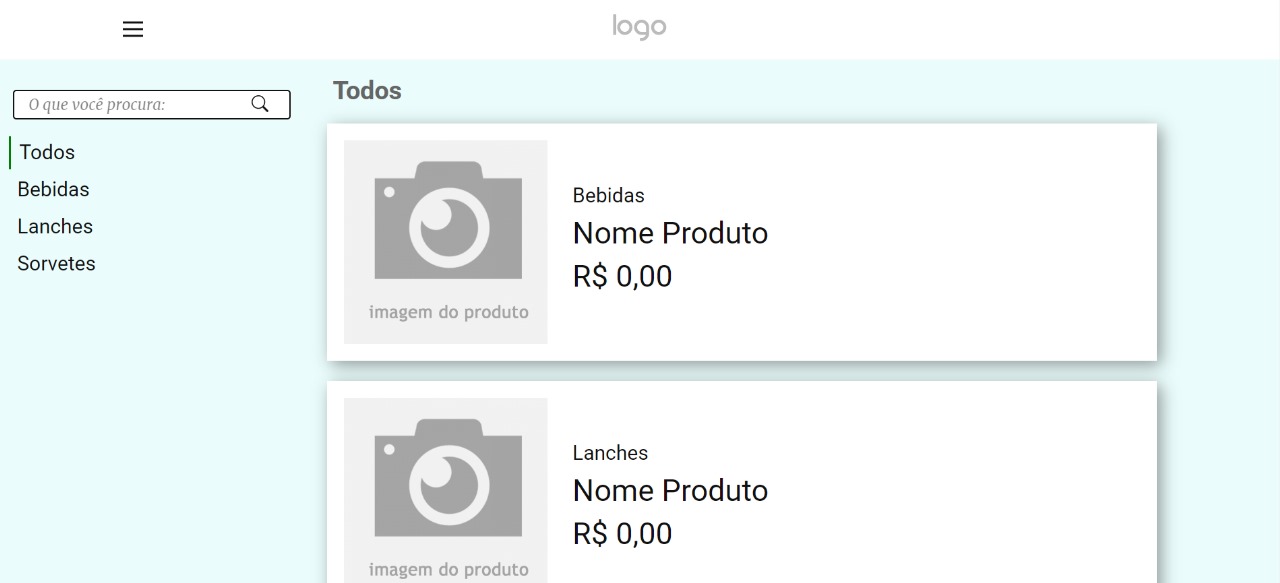 logo
O que você procura:
Todos
Bebidas
Lanches
Sorvetes
Todos
imagem do produto
Bebidas
Nome Produto
R$ 0,00
imagem do produto
Lanches
Nome Produto
R$ 0,00